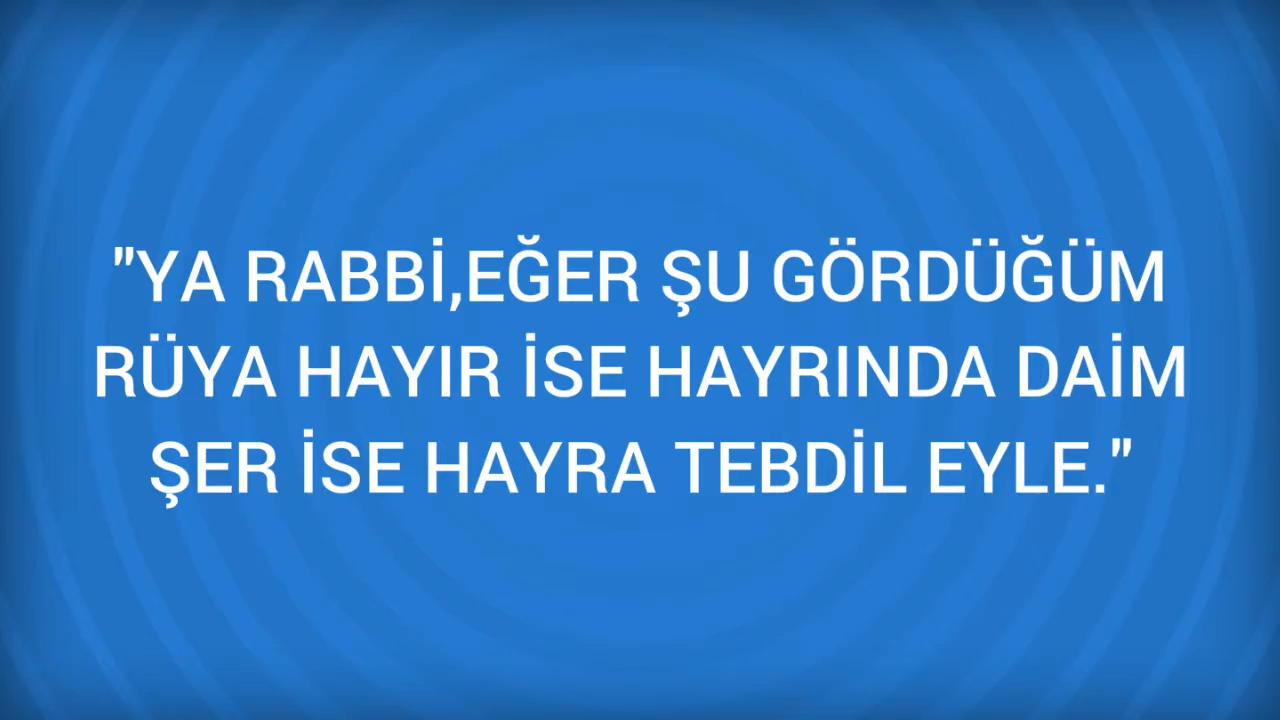 "YA RABBİ,EĞER ŞU GÖRDÜĞÜM
RÜYA HAYIR İSE HAYRINDA DAİM
ŞER İSE HAYRA TEBDİL EYLE."